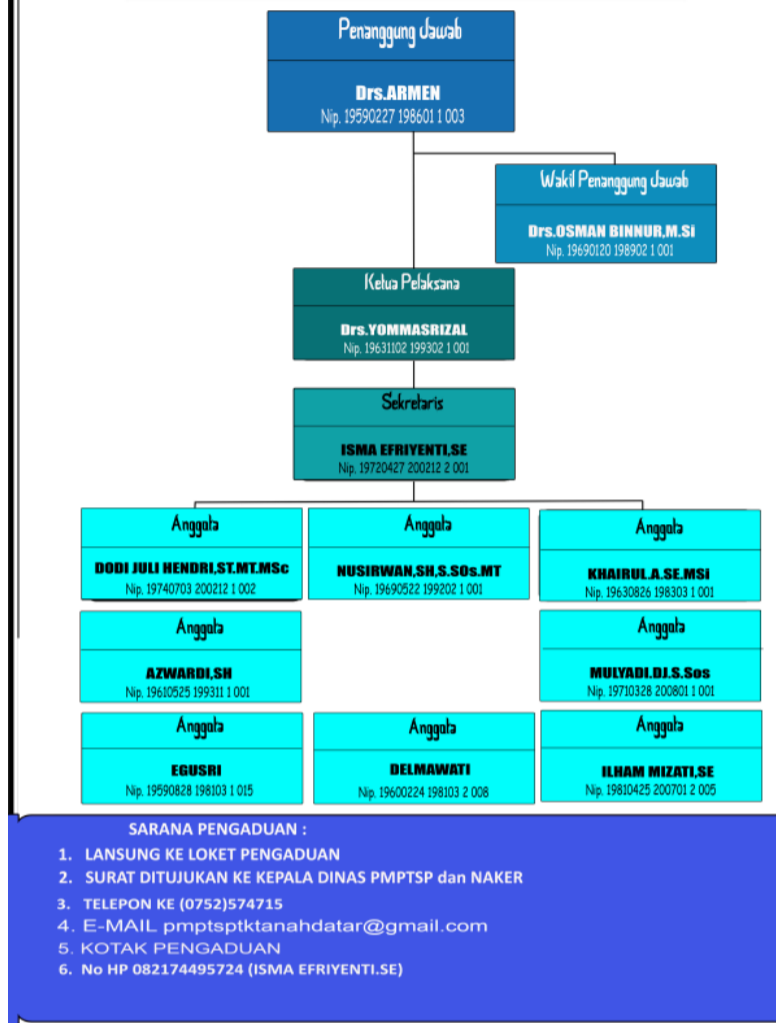 Penanggung Jawab
Drs.ARMEN
Nip. 19590227 198601 1 003
Wakil Penanggung Jawab
Drs.OSMAN BINNUR,M.Si
Nip. 19690120 198902 1 001
Ketua Pelaksana
Drs.YOMMASRIZAL
Nip. 19631102 199302 1 001
Sekretaris
ISMA EFRIYENTI,SE
Nip. 19720427 200212 2 001
Anggota
DODI JULI HENDRI,ST.MT.MSc
Nip. 19740703 200212 1 002
Anggota
NUSIRWAN,SH,S.SOs.MT
Nip. 19690522 199202 1 001
Anggota
KHAIRUL.A.SE.MSi
Nip. 19630826 198303 1 001
Anggota
AZWARDI,SH
Nip. 19610525 199311 1 001
Anggota
MULYADI.DJ.S.Sos
Nip. 19710328 200801 1 001
Anggota
EGUSRI
Nip. 19590828 198103 1 015
Anggota
DELMAWATI
Nip. 19600224 198103 2 008
Anggota
ILHAM MIZATI,SE
Nip. 19810425 200701 2 005
SARANA PENGADUAN :
1. LANSUNG KE LOKET PENGADUAN
2. SURAT DITUJUKAN KE KEPALA DINAS PMPTSP dan NAKER
3. TELEPON KE (0752)574715
4. E-MAIL pmptsptktanahdatar@gmail.com
5. KOTAK PENGADUAN
6. No HP 082174495724 (ISMA EFRIYENTI.SE)